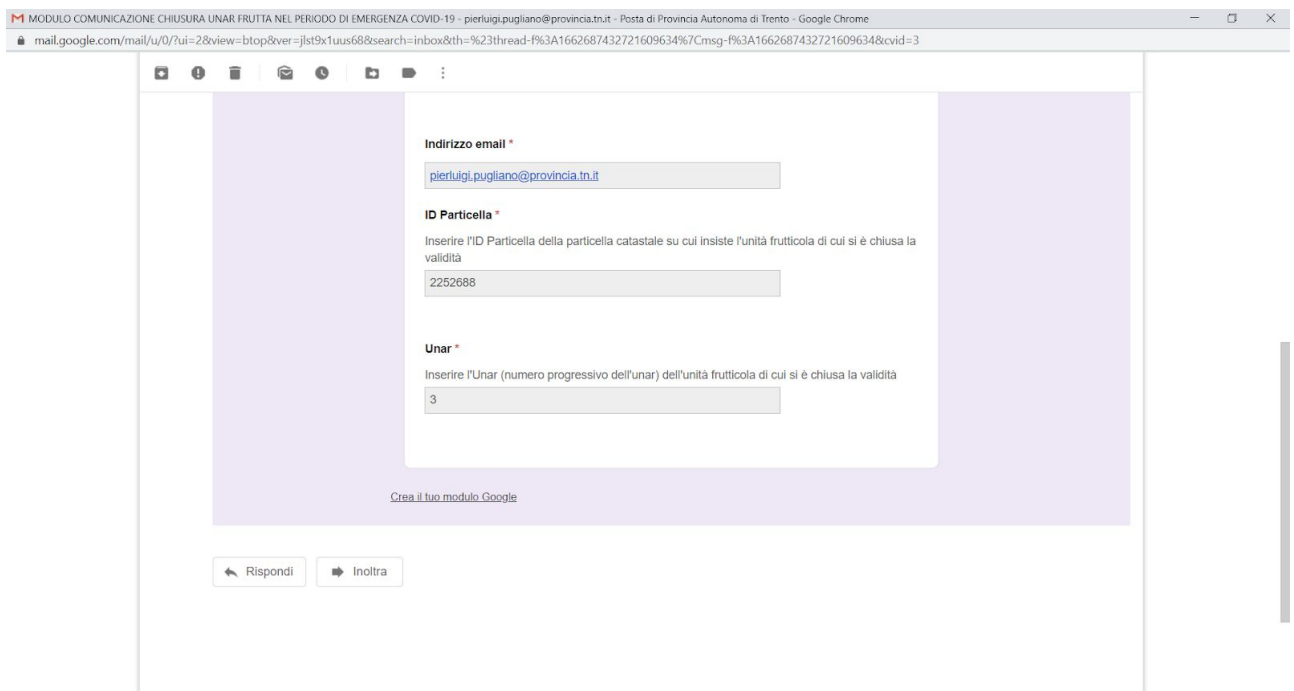 MODULO COMUNICAZIONE CHIUSURA UNAR FRUTTA NEL PERIODO DI EMERGENZA COVID-19 - pierluigi.pugliano@provincia.tn.it - Posta di Provincia Autonoma di Trento - Google Chrome
mail.google.com/mail/u/0/?ui=2&view=btop&ver=jlst9x1uus68&search=inbox&th=%23thread-f%3A1662687432721609634%7Cmsg-f%3A1662687432721609634&cvid=3
Indirizzo email *
pierluigi.pugliano@provincia.tn.it
ID Particella *
Inserire l'ID Particella della particella catastale su cui insiste l'unità frutticola di cui si è chiusa la
validità
2252688
Unar *
Inserire l'Unar (numero progressivo dell'unar) dell'unità frutticola di cui si è chiusa la validità
3
Crea il tuo modulo Google
Rispondi
Inoltra